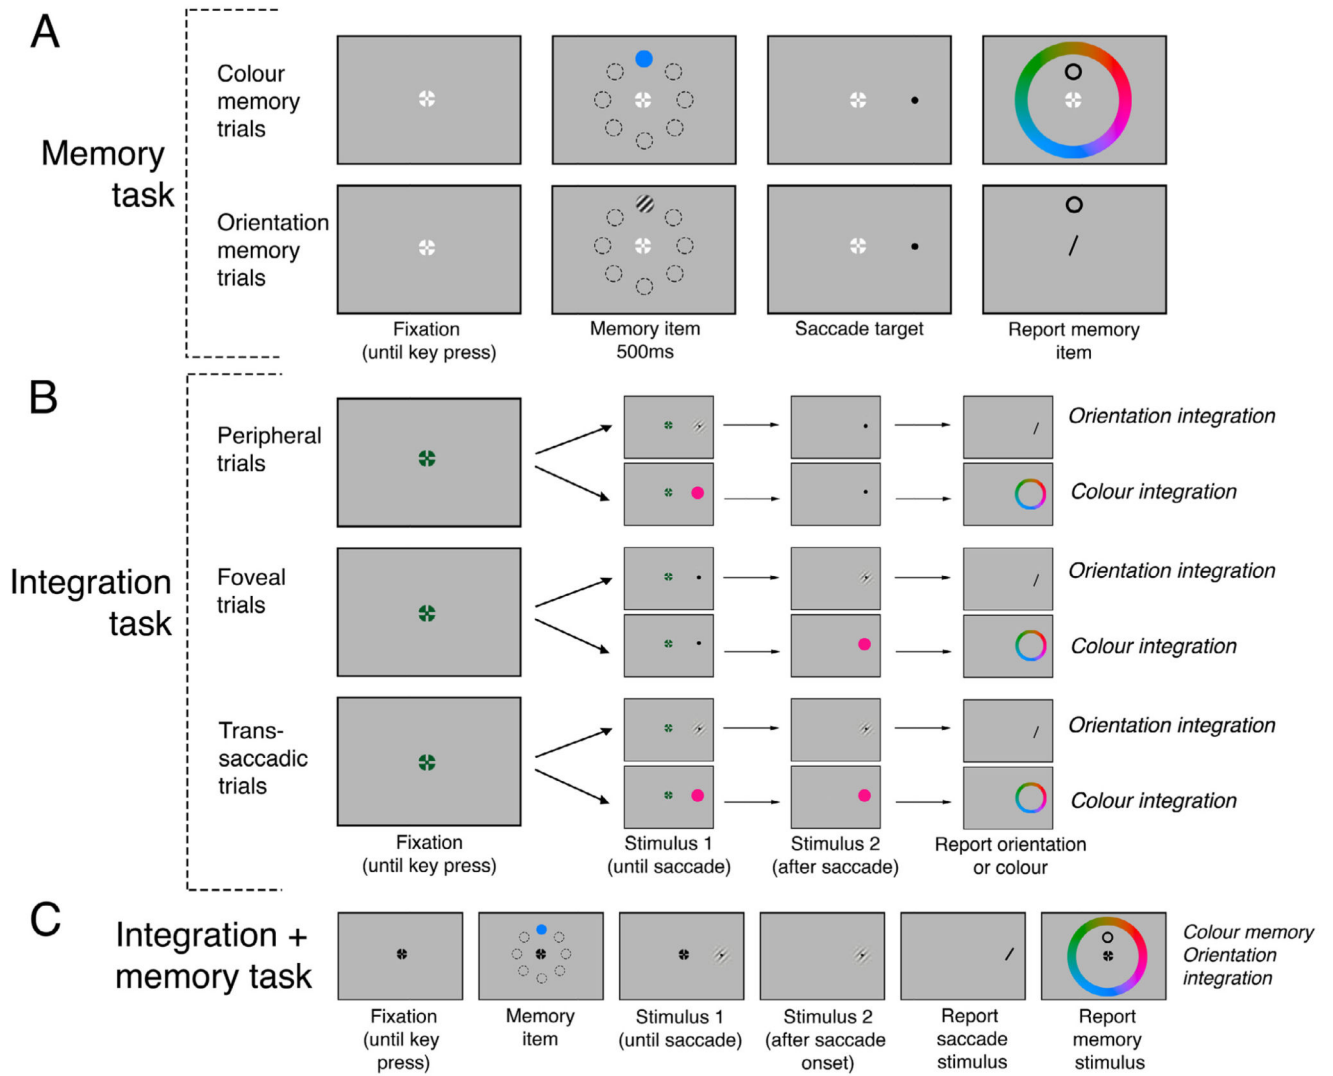 A
Memory
task
Colour
memory
trials
Orientation
memory
trials
Fixation
(until key press)
Memory item
500ms
Saccade target
Report memory
item
B
Integration
task
Peripheral
trials
Orientation integration
Colour integration
Foveal
trials
Orientation integration
Colour integration
Trans-
saccadic
trials
Orientation integration
Colour integration
Fixation
(until key press)
Stimulus 1
(until saccade)
Stimulus 2
(after saccade)
Report orientation
or colour
C
Integration +
memory task
Colour memory
Orientation
integration
Fixation
(until key
press)
Memory
item
Stimulus 1
(until saccade)
Stimulus 2
(after saccade
onset)
Report
saccade
stimulus
Report
memory
stimulus